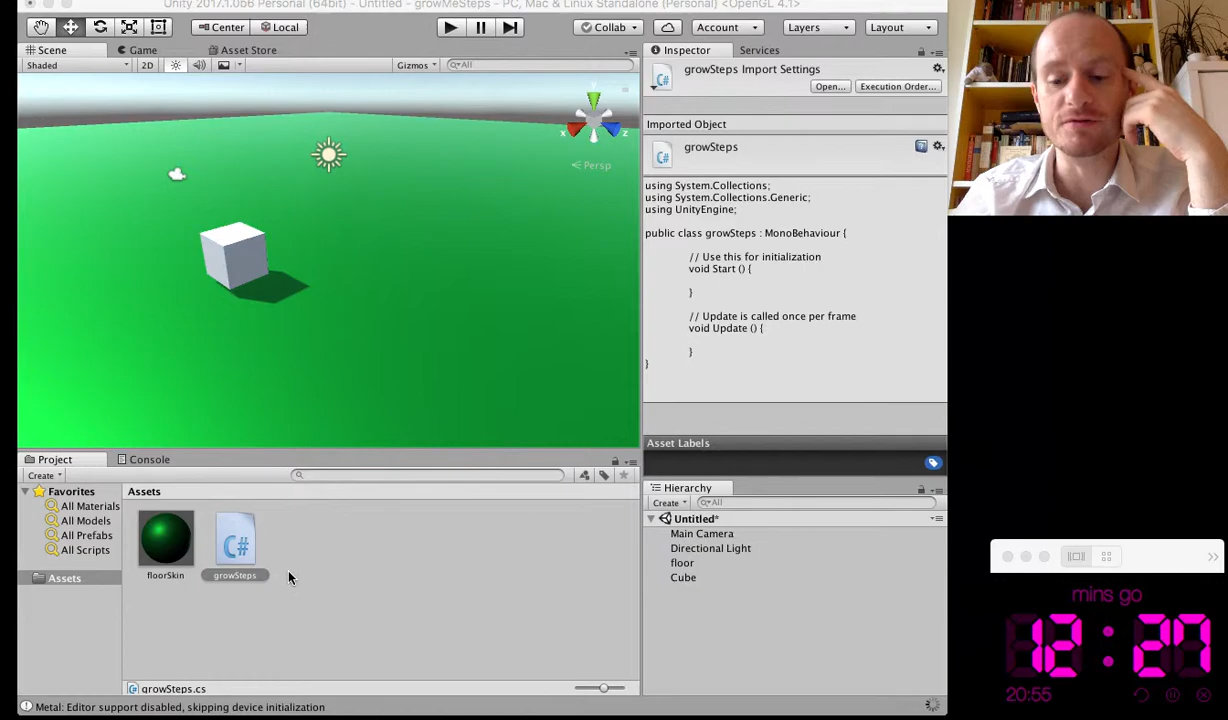 Unity 2017.1.0b6 Personal (64bit) - Untitled - growMeSteps - PC, Mac & Linux Standalone (Personal) <OpenGL 4.1>
Center
Local
Collab
Account
Layers
Layout
Scene
Game
Asset Store
Inspector
Services
Shaded
2D
Gizmos
All
growSteps Import Settings
Open...
Execution Order...
Imported Object
growSteps
y
x
z
Persp
using System.Collections;
using System.Collections.Generic;
using UnityEngine;
public class growSteps : MonoBehaviour {
// Use this for initialization
void Start () {
}
// Update is called once per frame
void Update () {
}
}
Asset Labels
Project
Console
Create
Favorites
All Materials
All Models
All Prefabs
All Scripts
Assets
Assets
C#
floorSkin
growSteps
growSteps.cs
Hierarchy
Create
All
Untitled*
Main Camera
Directional Light
floor
Cube
Metal: Editor support disabled, skipping device initialization
mins go
12:27
20:55